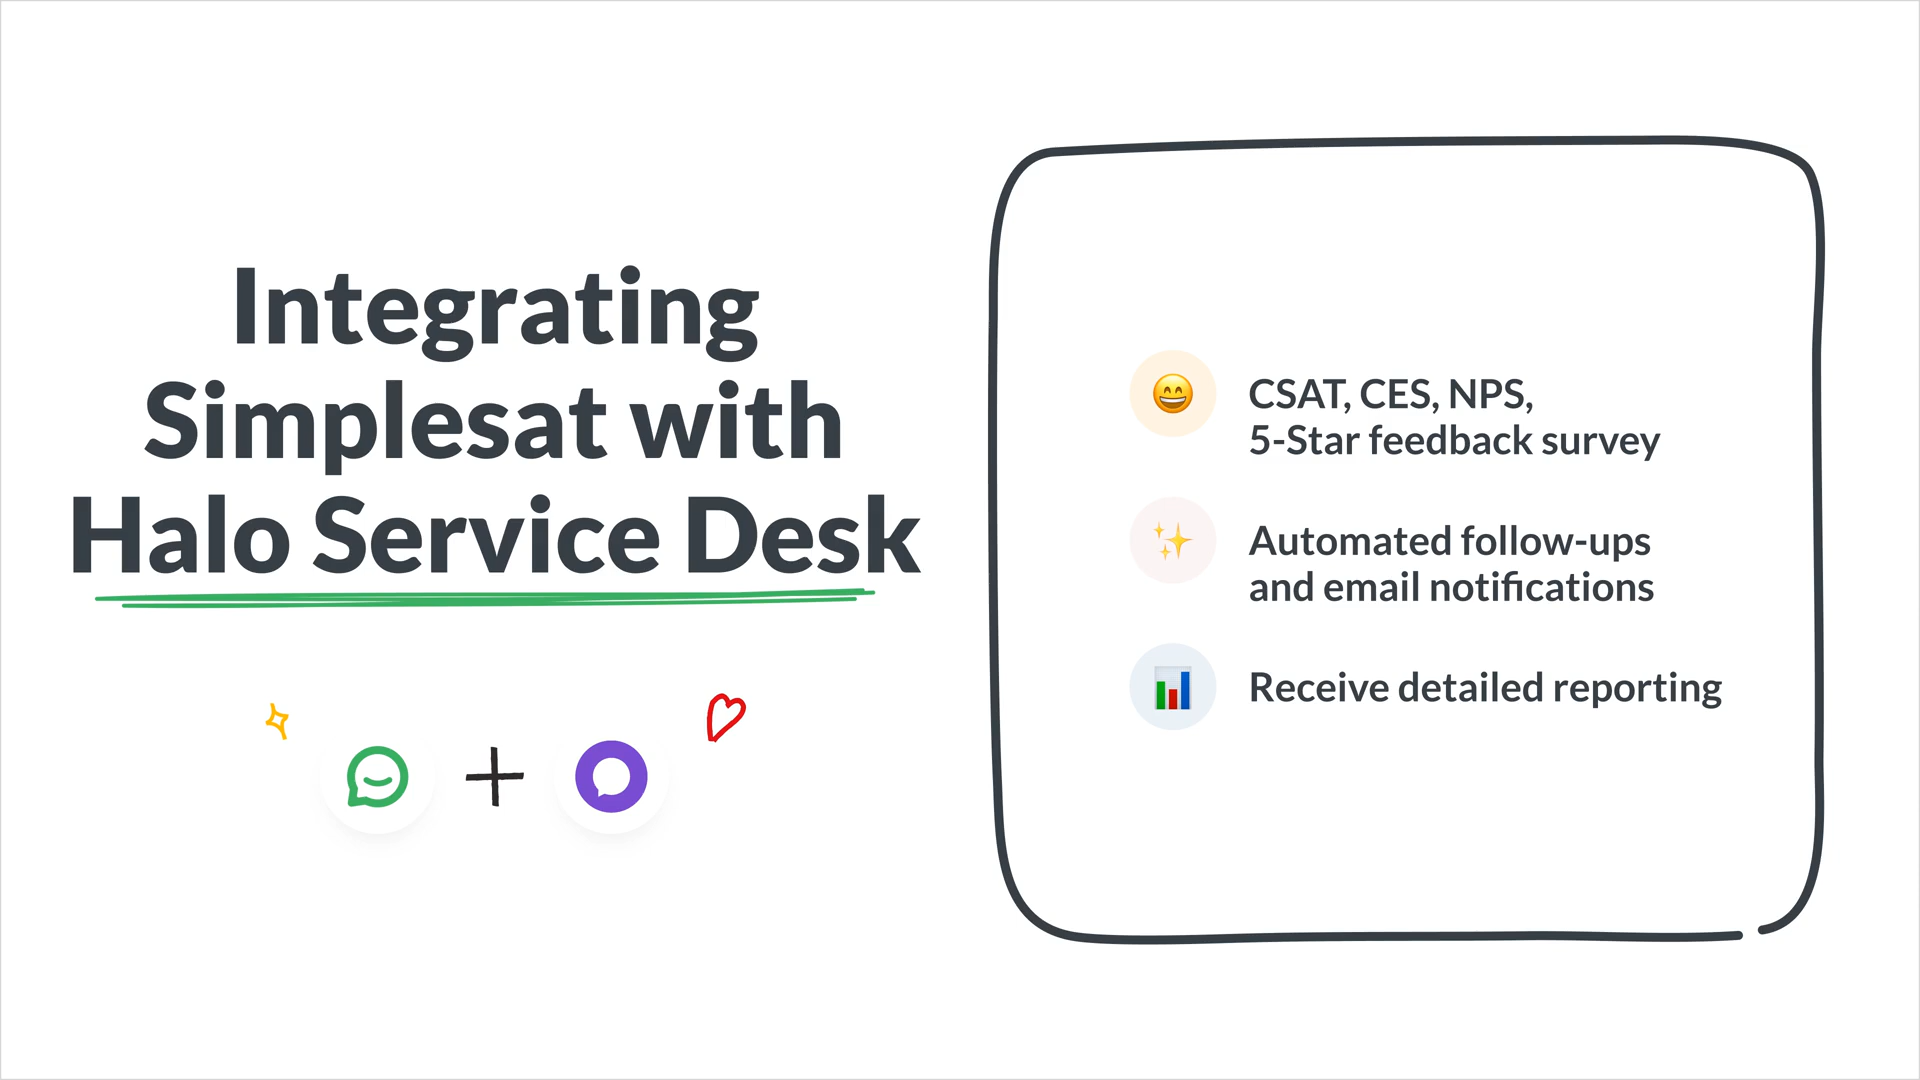 Integrating
Simplesat with
Halo Service Desk
CSAT, CES, NPS,
5-Star feedback survey
Automated follow-ups
and email notifications
Receive detailed reporting